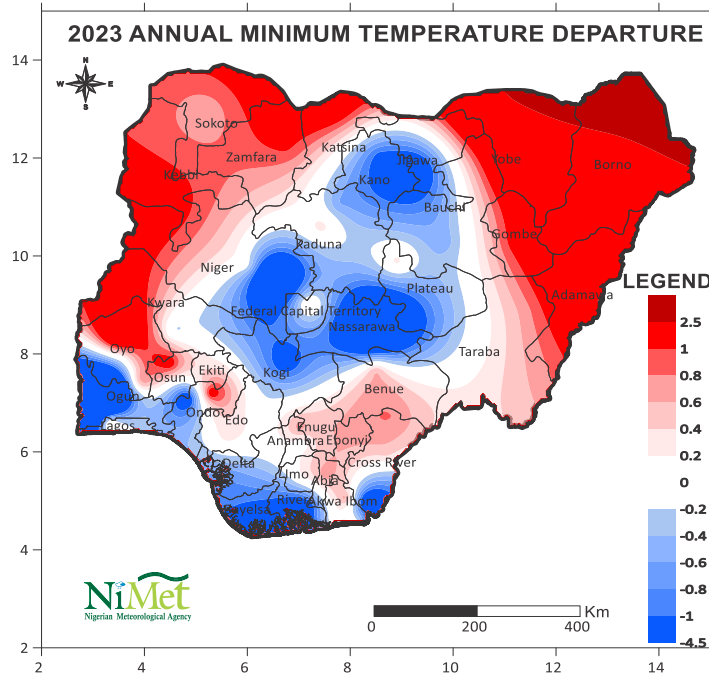 2023 ANNUAL MINIMUM TEMPERATURE DEPARTURE
N
W E
S
14
12
10
8
6
4
2
2 4 6 8 10 12 14
Sokoto
Zamfara
Kebbi
Katsina
Jigawa
Kano
Yobe
Borno
Bauchi
Gombe
Kaduna
Niger
Plateau
Adamawa
Kwara
Federal Capital Territory
Nassarawa
Taraba
Oyo
Osun
Ekiti
Kogi
Benue
Ogun
Ondo
Edo
Lagos
Enugu
Anambra
Ebonyi
Delta
Imo
Abia
Cross River
Bayelsa
Rivers
Akwa Ibom
LEGEND
2.5
1
0.8
0.6
0.4
0.2
0
-0.2
-0.4
-0.6
-0.8
-1
-4.5
NiMet
Nigerian Meteorological Agency
Km
0 200 400